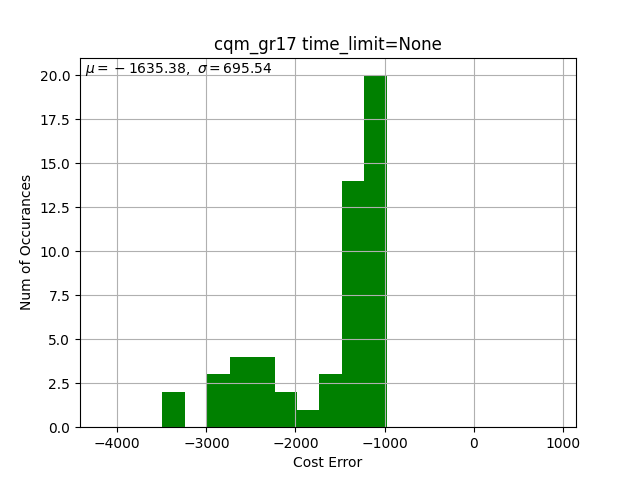 cqm_gr17 time_limit=None
μ = −1635.38, σ = 695.54
20.0
17.5
15.0
12.5
10.0
7.5
5.0
2.5
0.0
Num of Occurances
−4000 −3000 −2000 −1000 0 1000
Cost Error